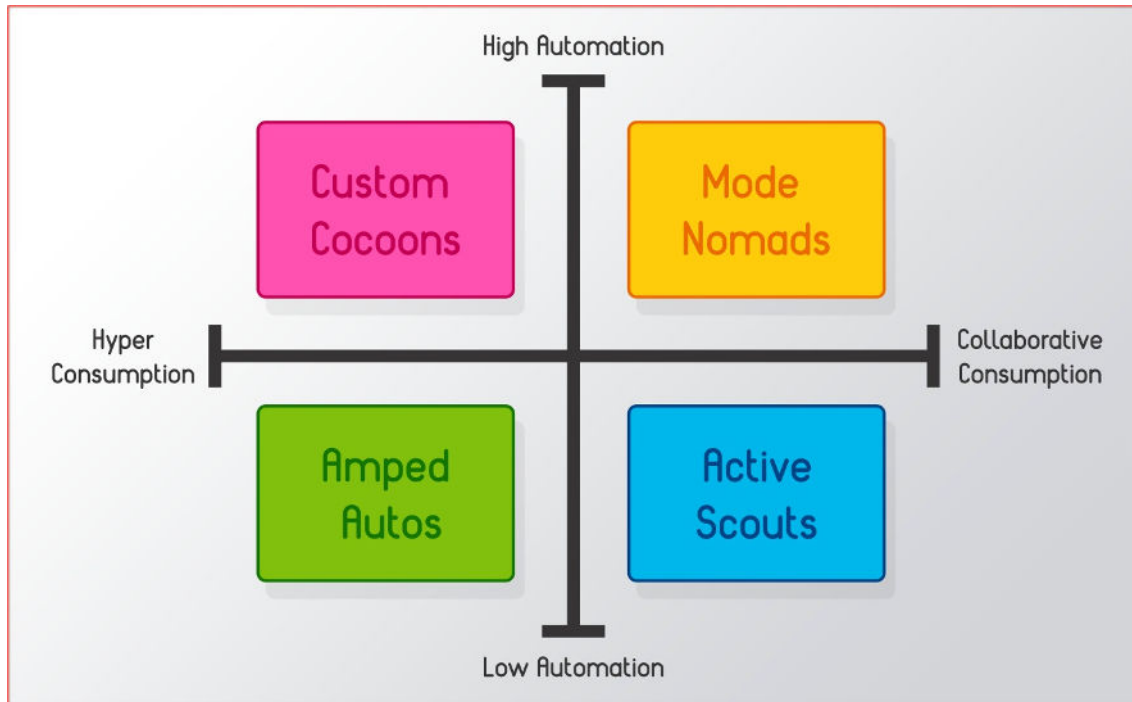 High Automation
Custom
Cocoons
Mode
Nomads
Hyper
Consumption
Collaborative
Consumption
Amped
Autos
Active
Scouts
Low Automation